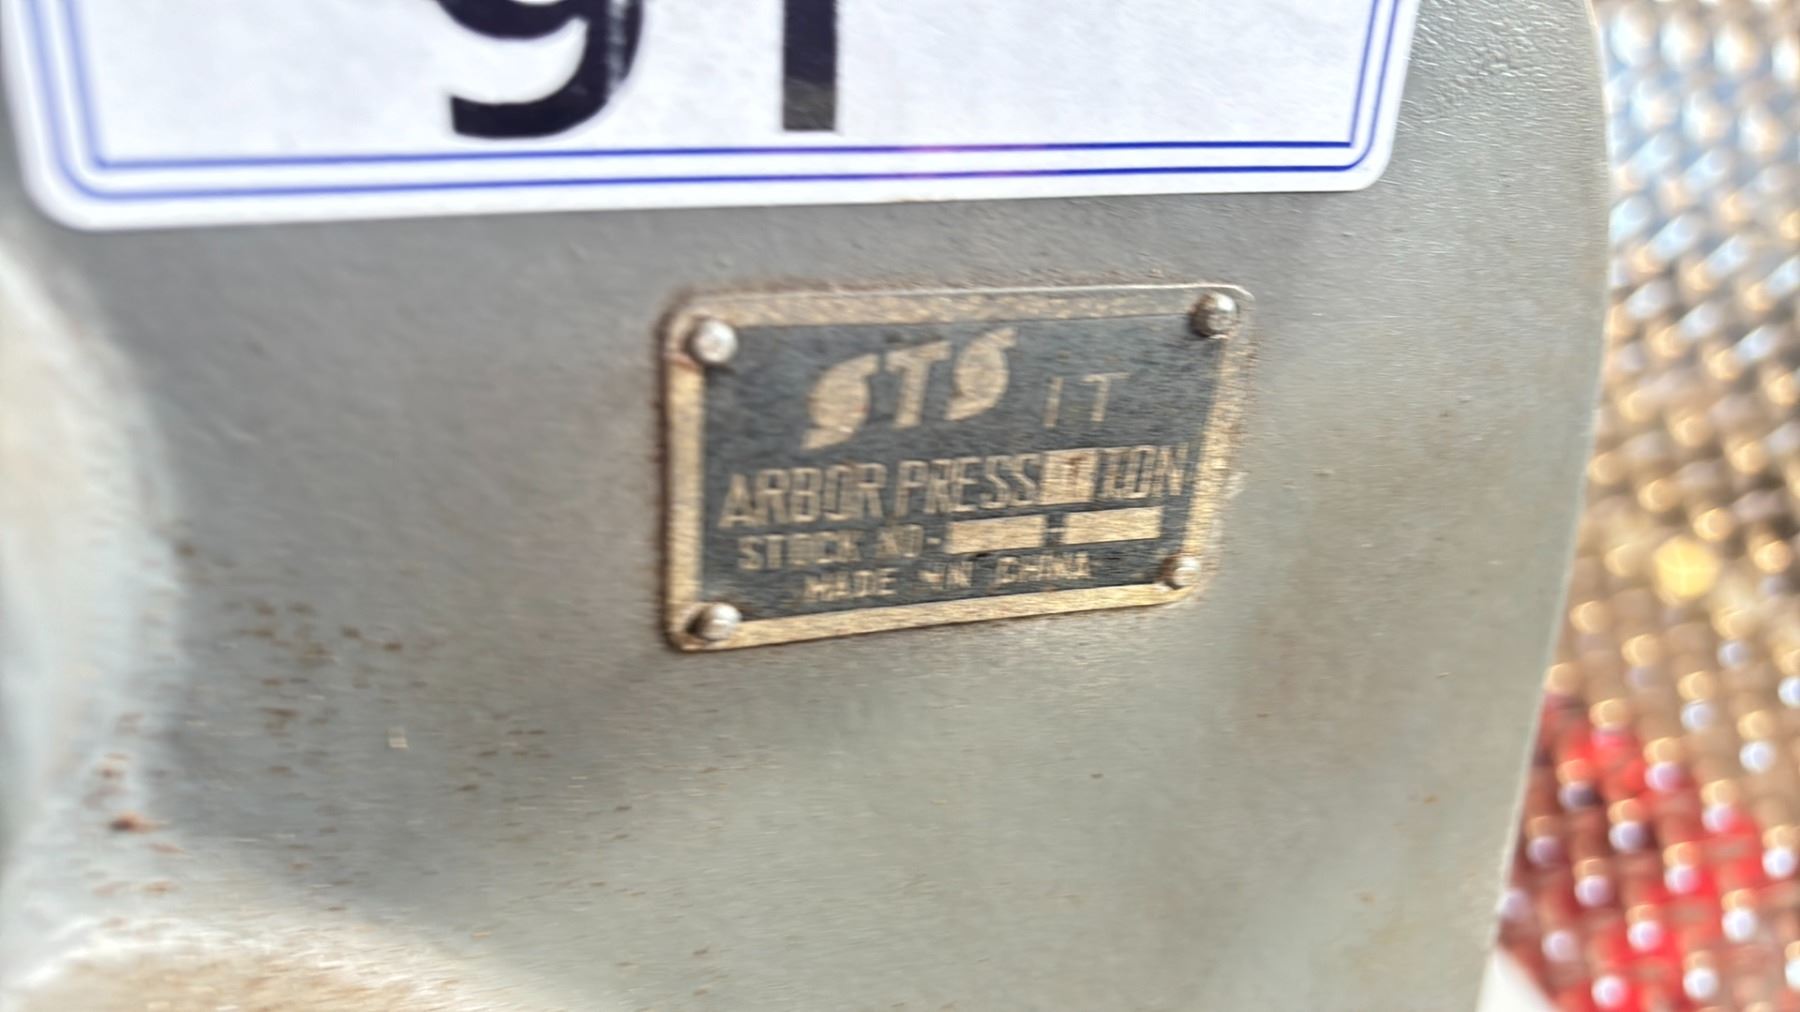 91
STS 1T
ARBOR PRESS TON
STOCK NO- -
MADE IN CHINA